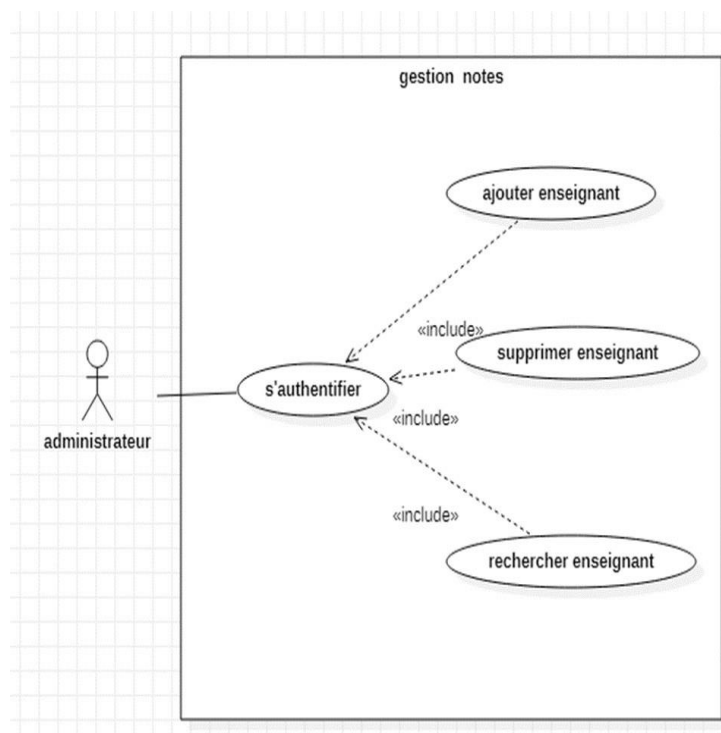 gestion notes
ajouter enseignant
«include»
supprimer enseignant
s'authentifier
«include»
administrateur
«include»
rechercher enseignant